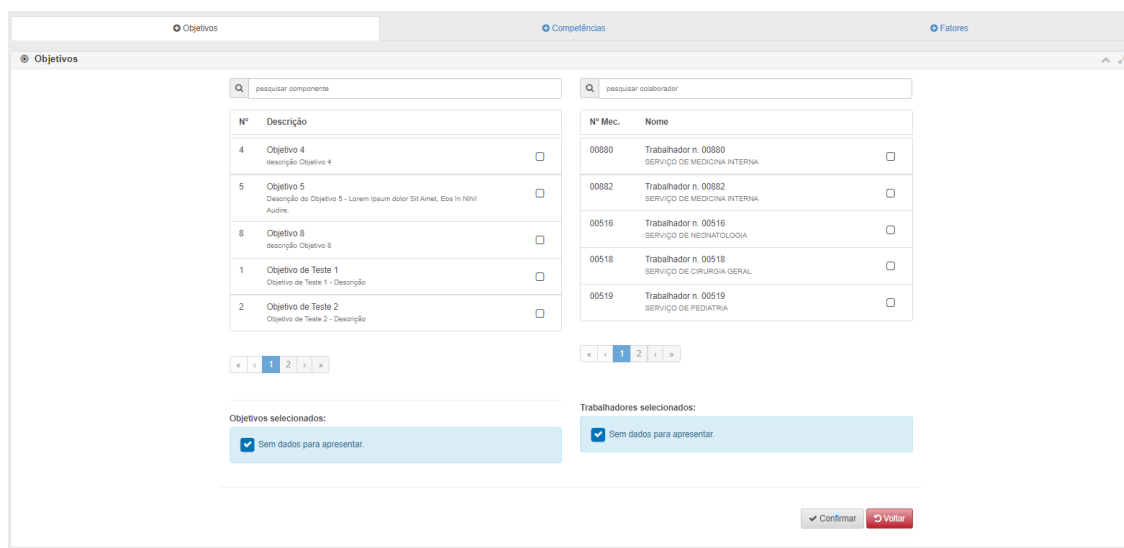 Objetivos
Competências
Fatores
Objetivos
pesquisar componente
Nº Descrição
4 Objetivo 4
descrição Objetivo 4
5 Objetivo 5
Descrição do Objetivo 5 - Lorem Ipsum dolor Sit Amet, Eos In Nihil
Audire.
8 Objetivo 8
descrição Objetivo 8
1 Objetivo de Teste 1
Objetivo de Teste 1 - Descrição
2 Objetivo de Teste 2
Objetivo de Teste 2 - Descrição
« ‹ 1 2 › »
Objetivos selecionados:
Sem dados para apresentar.
pesquisar colaborador
Nº Mec. Nome
00880 Trabalhador n. 00880
SERVIÇO DE MEDICINA INTERNA
00882 Trabalhador n. 00882
SERVIÇO DE MEDICINA INTERNA
00516 Trabalhador n. 00516
SERVIÇO DE NEONATOLOGIA
00518 Trabalhador n. 00518
SERVIÇO DE CIRURGIA GERAL
00519 Trabalhador n. 00519
SERVIÇO DE PEDIATRIA
« ‹ 1 2 › »
Trabalhadores selecionados:
Sem dados para apresentar.
Confirmar
Voltar